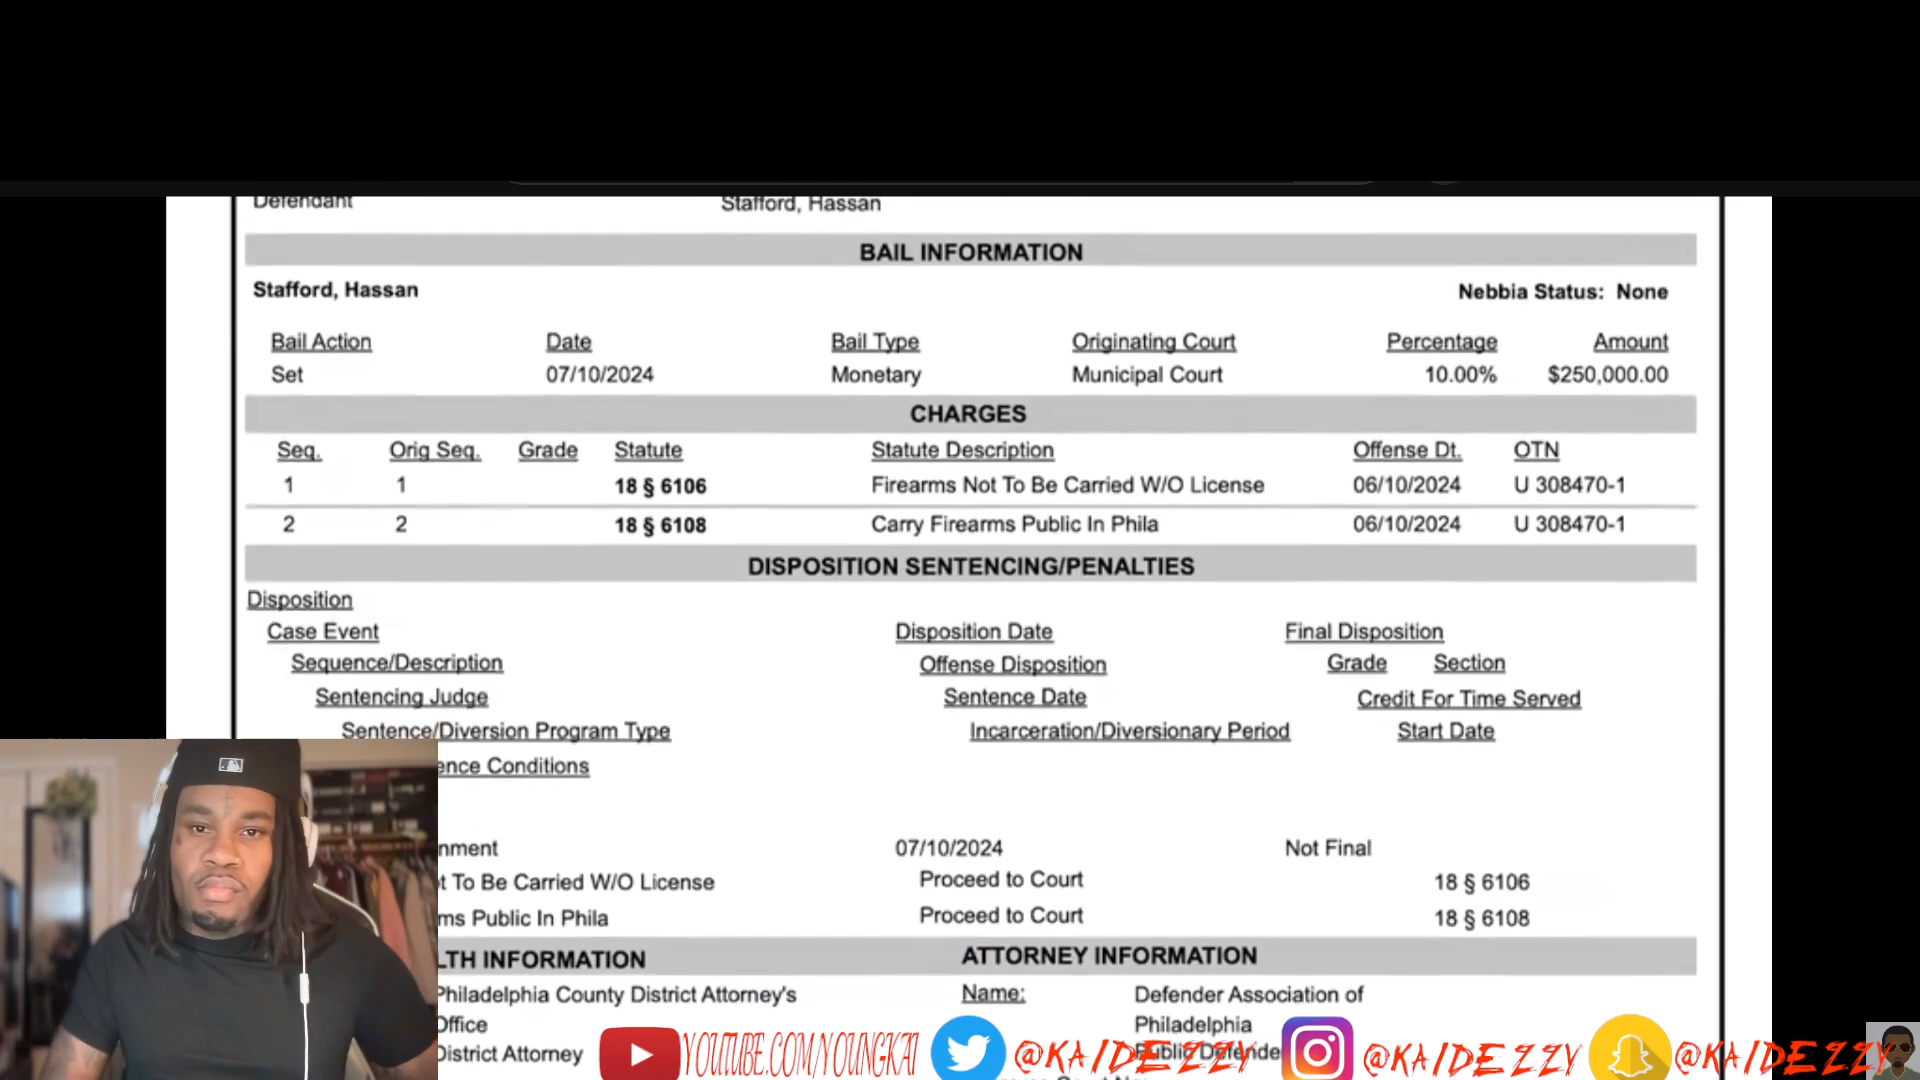 Defendant Stafford, Hassan
BAIL INFORMATION
Stafford, Hassan Nebbia Status: None
Bail Action Date Bail Type Originating Court Percentage Amount
Set 07/10/2024 Monetary Municipal Court 10.00% $250,000.00
CHARGES
Seq. Orig Seq. Grade Statute Statute Description Offense Dt. OTN
1 1 18 § 6106 Firearms Not To Be Carried W/O License 06/10/2024 U 308470-1
2 2 18 § 6108 Carry Firearms Public In Phila 06/10/2024 U 308470-1
DISPOSITION SENTENCING/PENALTIES
Disposition
Case Event Disposition Date Final Disposition
Sequence/Description Offense Disposition Grade Section
Sentencing Judge Sentence Date Credit For Time Served
Sentence/Diversion Program Type Incarceration/Diversionary Period Start Date
ence Conditions
nment 07/10/2024 Not Final
t To Be Carried W/O License Proceed to Court 18 § 6106
ms Public In Phila Proceed to Court 18 § 6108
LTH INFORMATION ATTORNEY INFORMATION
Philadelphia County District Attorney's Name: Defender Association of
Office Philadelphia
District Attorney Public Defende
YOUTUBE.COM/YOUNGKAI @KAIDEZZY @KAIDEZZY @KAIDEZZY